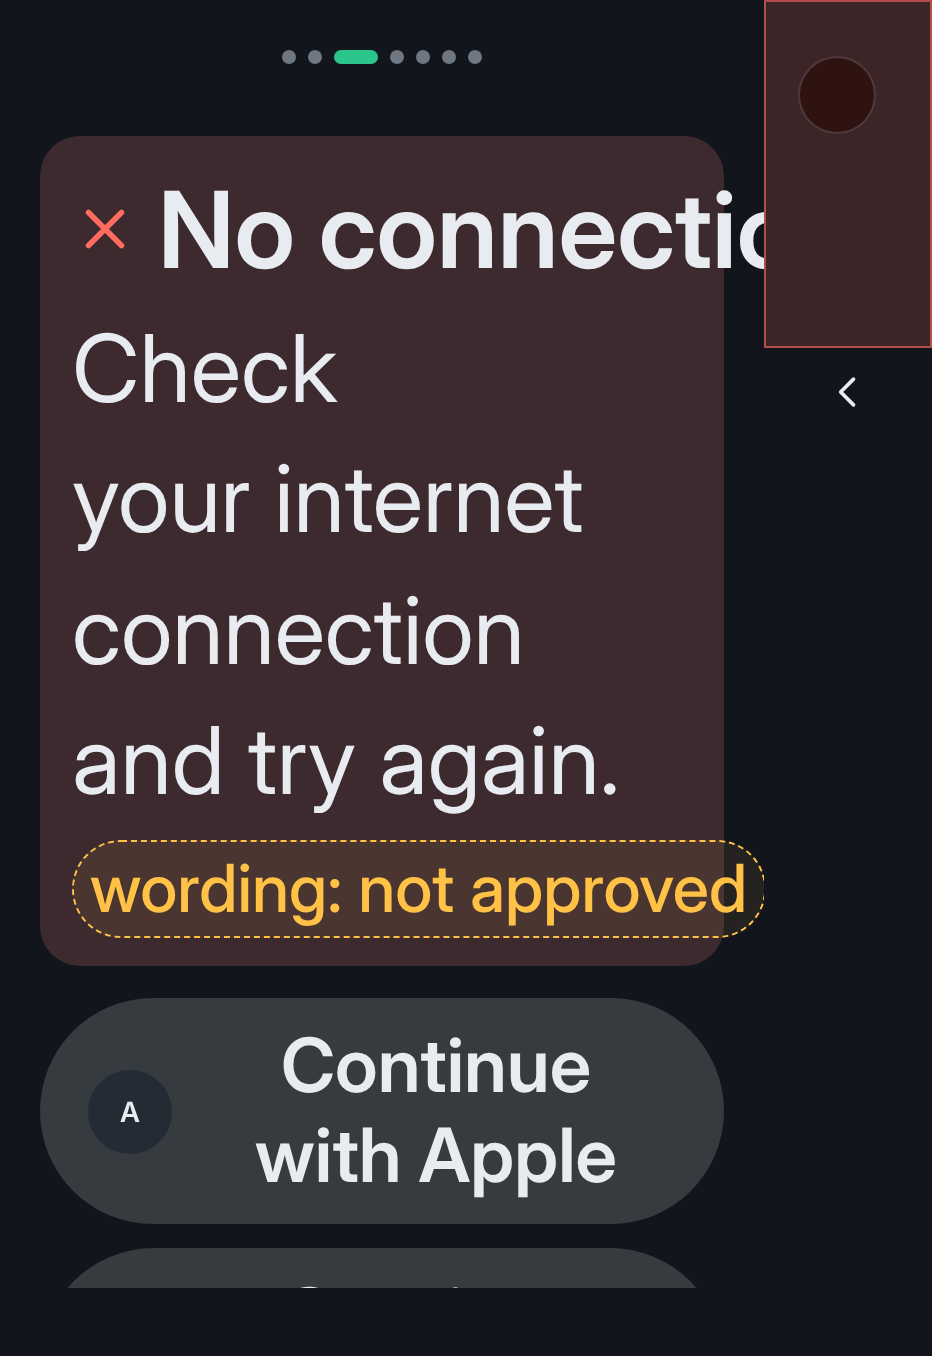 No connectio
Check
your internet
connection
and try again.
wording: not approved
A
Continue
with Apple